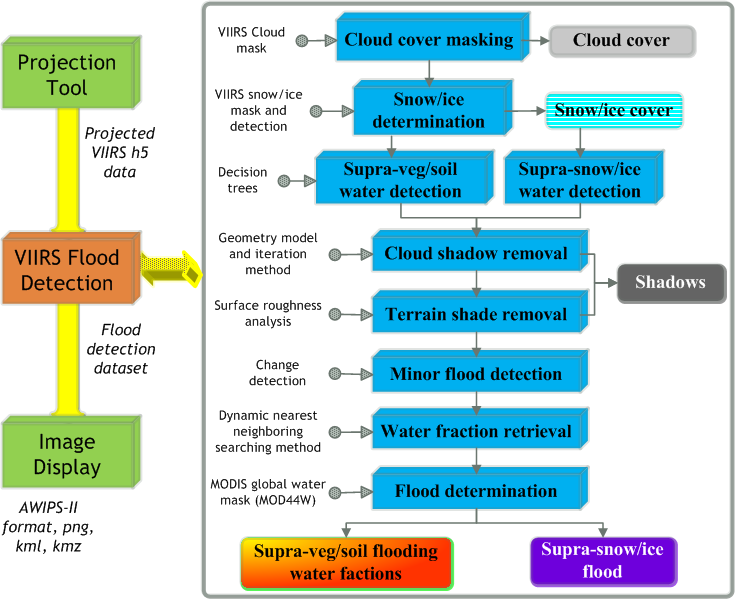 Projection
Tool
Projected
VIIRS h5
data
VIIRS Flood
Detection
Flood
detection
dataset
Image
Display
AWIPS-II
format, png,
kml, kmz
VIIRS Cloud
mask
Cloud cover masking
Cloud cover
VIIRS snow/ice
mask and
detection
Snow/ice
determination
Snow/ice cover
Decision
trees
Supra-veg/soil
water detection
Supra-snow/ice
water detection
Geometry model
and iteration
method
Cloud shadow removal
Shadows
Surface roughness
analysis
Terrain shade removal
Change
detection
Minor flood detection
Dynamic nearest
neighboring
searching method
Water fraction retrieval
MODIS global water
mask (MOD44W)
Flood determination
Supra-veg/soil flooding
water factions
Supra-snow/ice
flood